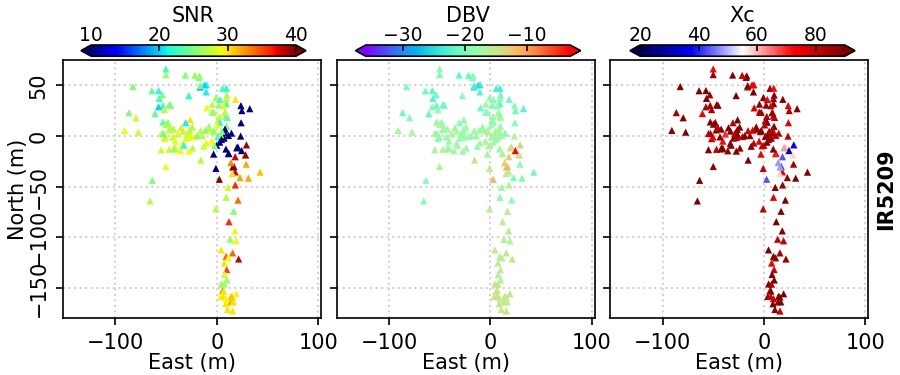 SNR DBV Xc
10 20 30 40 −30 −20 −10 20 40 60 80
North (m)
50
0
−50
−100
−150
IR5209
−100 0 100 −100 0 100 −100 0 100
East (m) East (m) East (m)